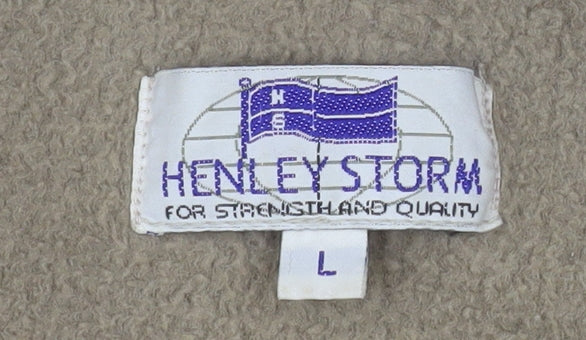 H
S
HENLEY STORM
FOR STRENGTH AND QUALITY
L